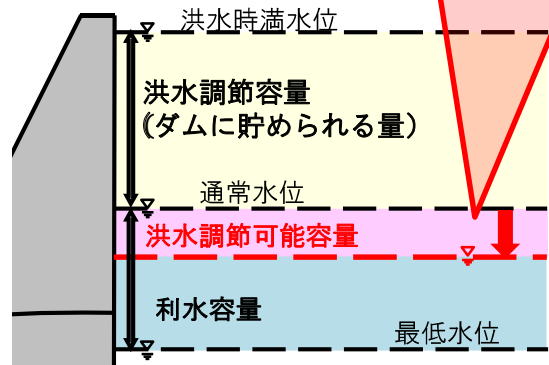 洪水時満水位
洪水調節容量
(ダムに貯められる量）
通常水位
洪水調節可能容量
利水容量
最低水位